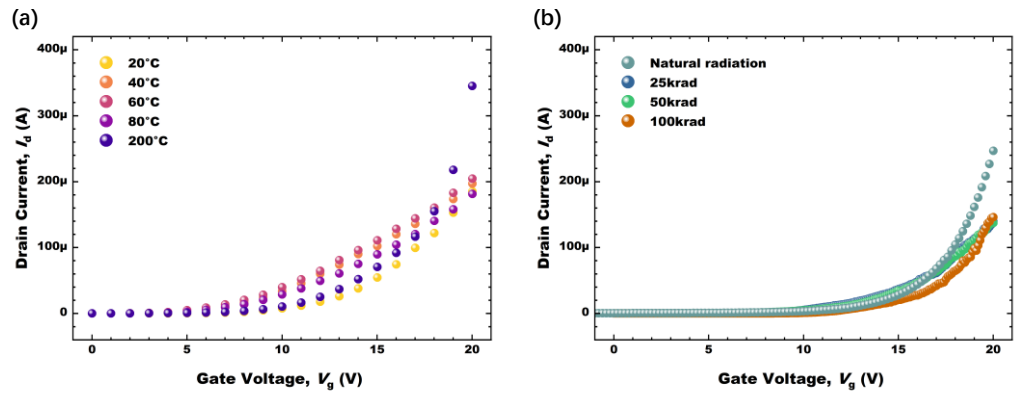 (a)
400μ
300μ
200μ
100μ
0
Drain Current, Id (A)
20°C
40°C
60°C
80°C
200°C
0 5 10 15 20
Gate Voltage, Vg (V)
(b)
400μ
300μ
200μ
100μ
0
Drain Current, Id (A)
Natural radiation
25krad
50krad
100krad
0 5 10 15 20
Gate Voltage, Vg (V)